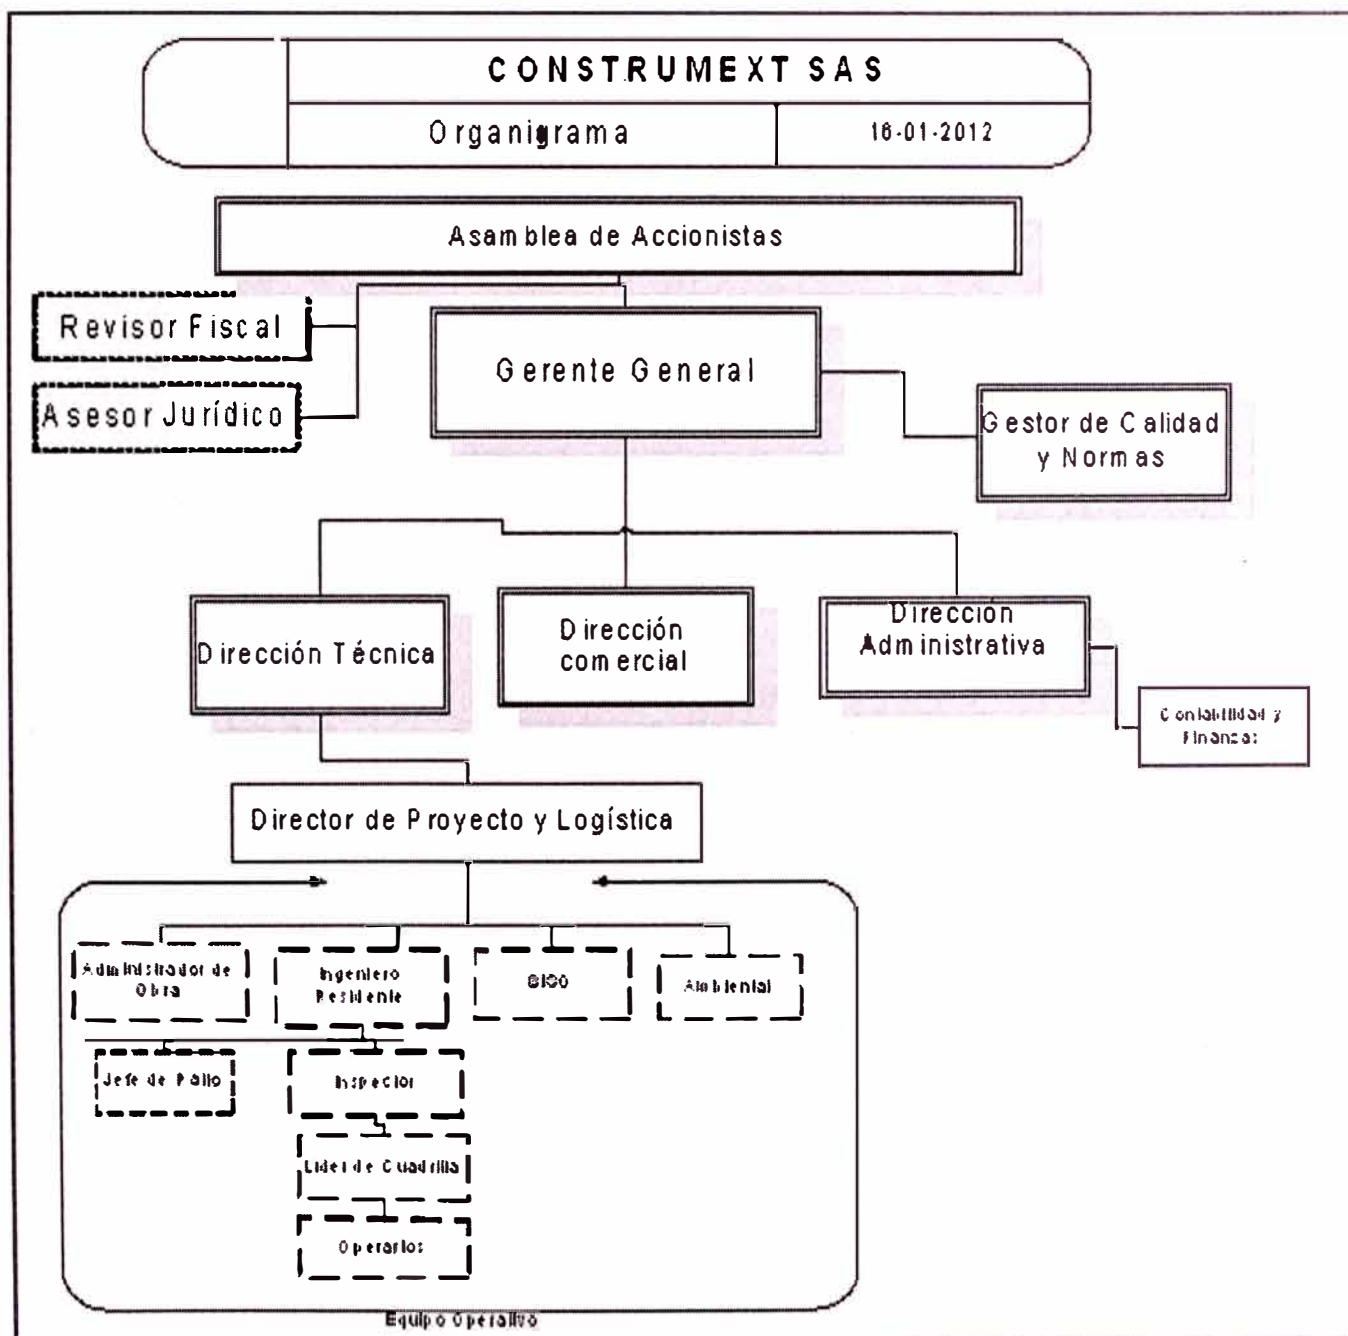 CONSTRUMEXT SAS
Organigrama
16-01-2012
Asamblea de Accionistas
Revisor Fiscal
Gerente General
Asesor Jurídico
Gestor de Calidad
y Normas
Dirección Técnica
Dirección
comercial
Dirección
Administrativa
Contabilidad y
Finanzas
Director de Proyecto y Logística
Administrador de
Obra
Ingeniero
Residente
Ambiental
Jefe de Patio
Inspector
Lider de Cuadrilla
Operarios
Equipo Operativo